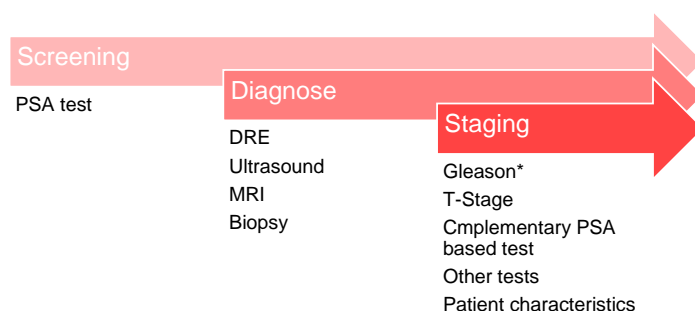 Screening
PSA test
Diagnose
DRE
Ultrasound
MRI
Biopsy
Staging
Gleason*
T-Stage
Cmplementary PSA
based test
Other tests
Patient characteristics